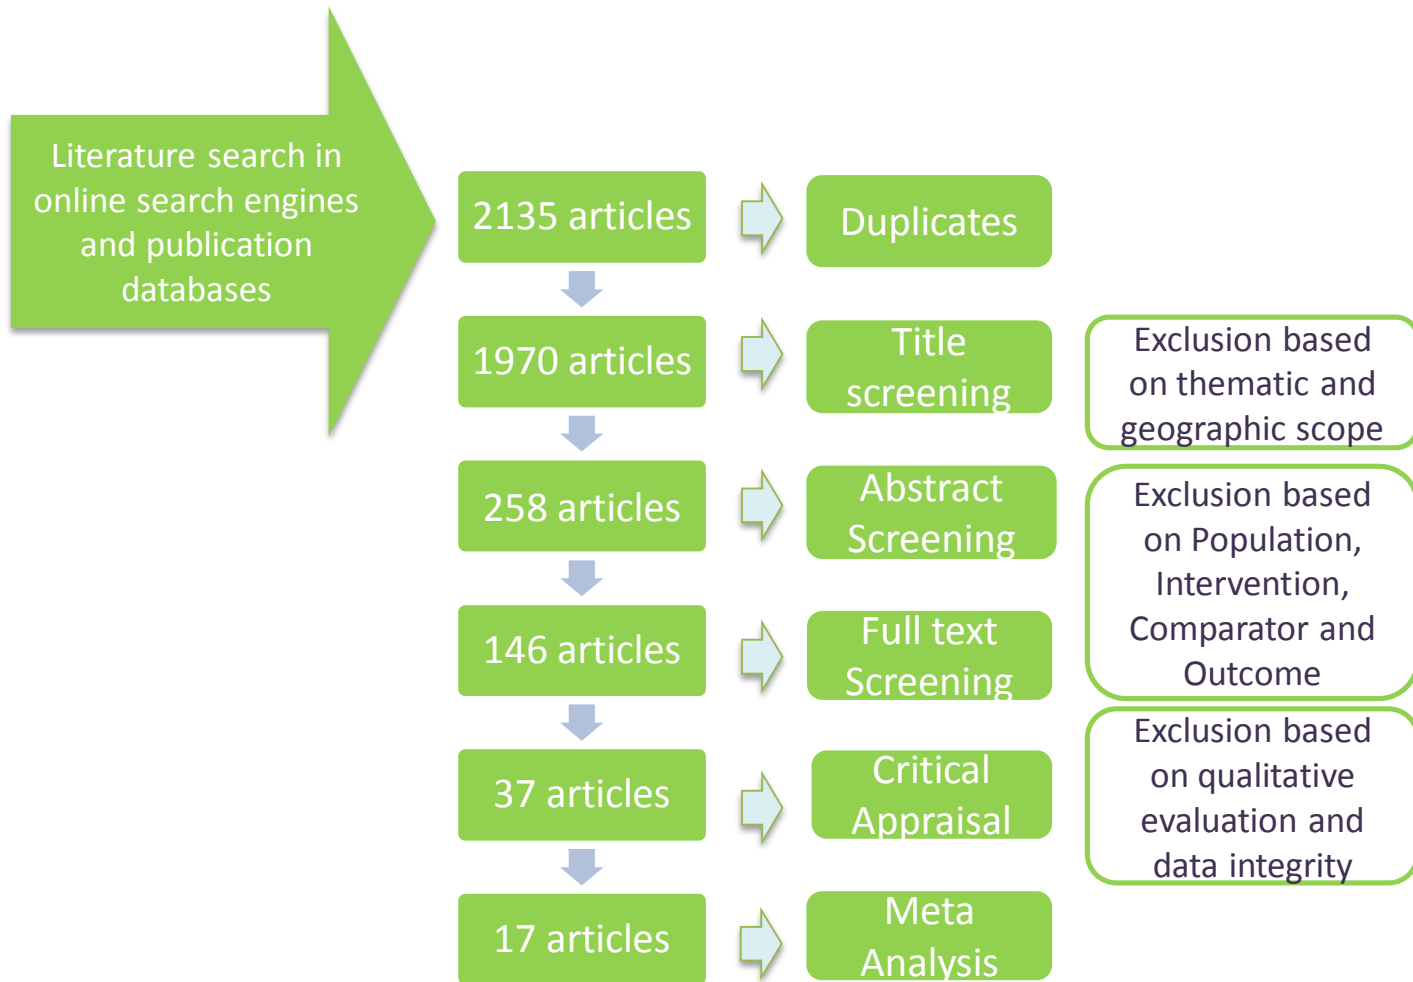 Literature search in
online search engines
and publication
databases
2135 articles
Duplicates
1970 articles
Title
screening
Exclusion based
on thematic and
geographic scope
258 articles
Abstract
Screening
Exclusion based
on Population,
Intervention,
Comparator and
Outcome
146 articles
Full text
Screening
37 articles
Critical
Appraisal
Exclusion based
on qualitative
evaluation and
data integrity
17 articles
Meta
Analysis